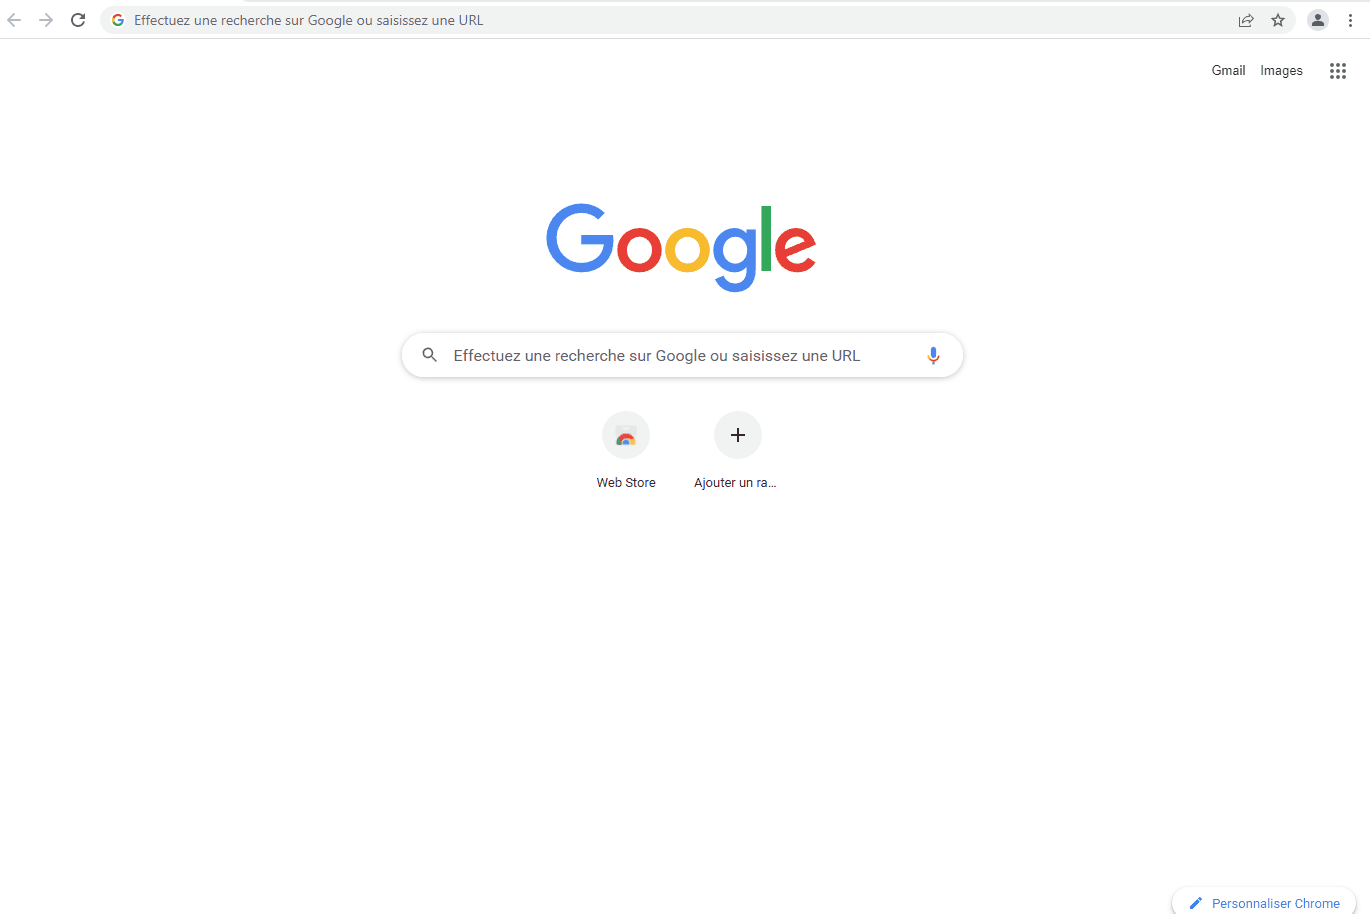 Effectuez une recherche sur Google ou saisissez une URL
Gmail Images
Google
Effectuez une recherche sur Google ou saisissez une URL
Web Store
Ajouter un ra...
Personnaliser Chrome